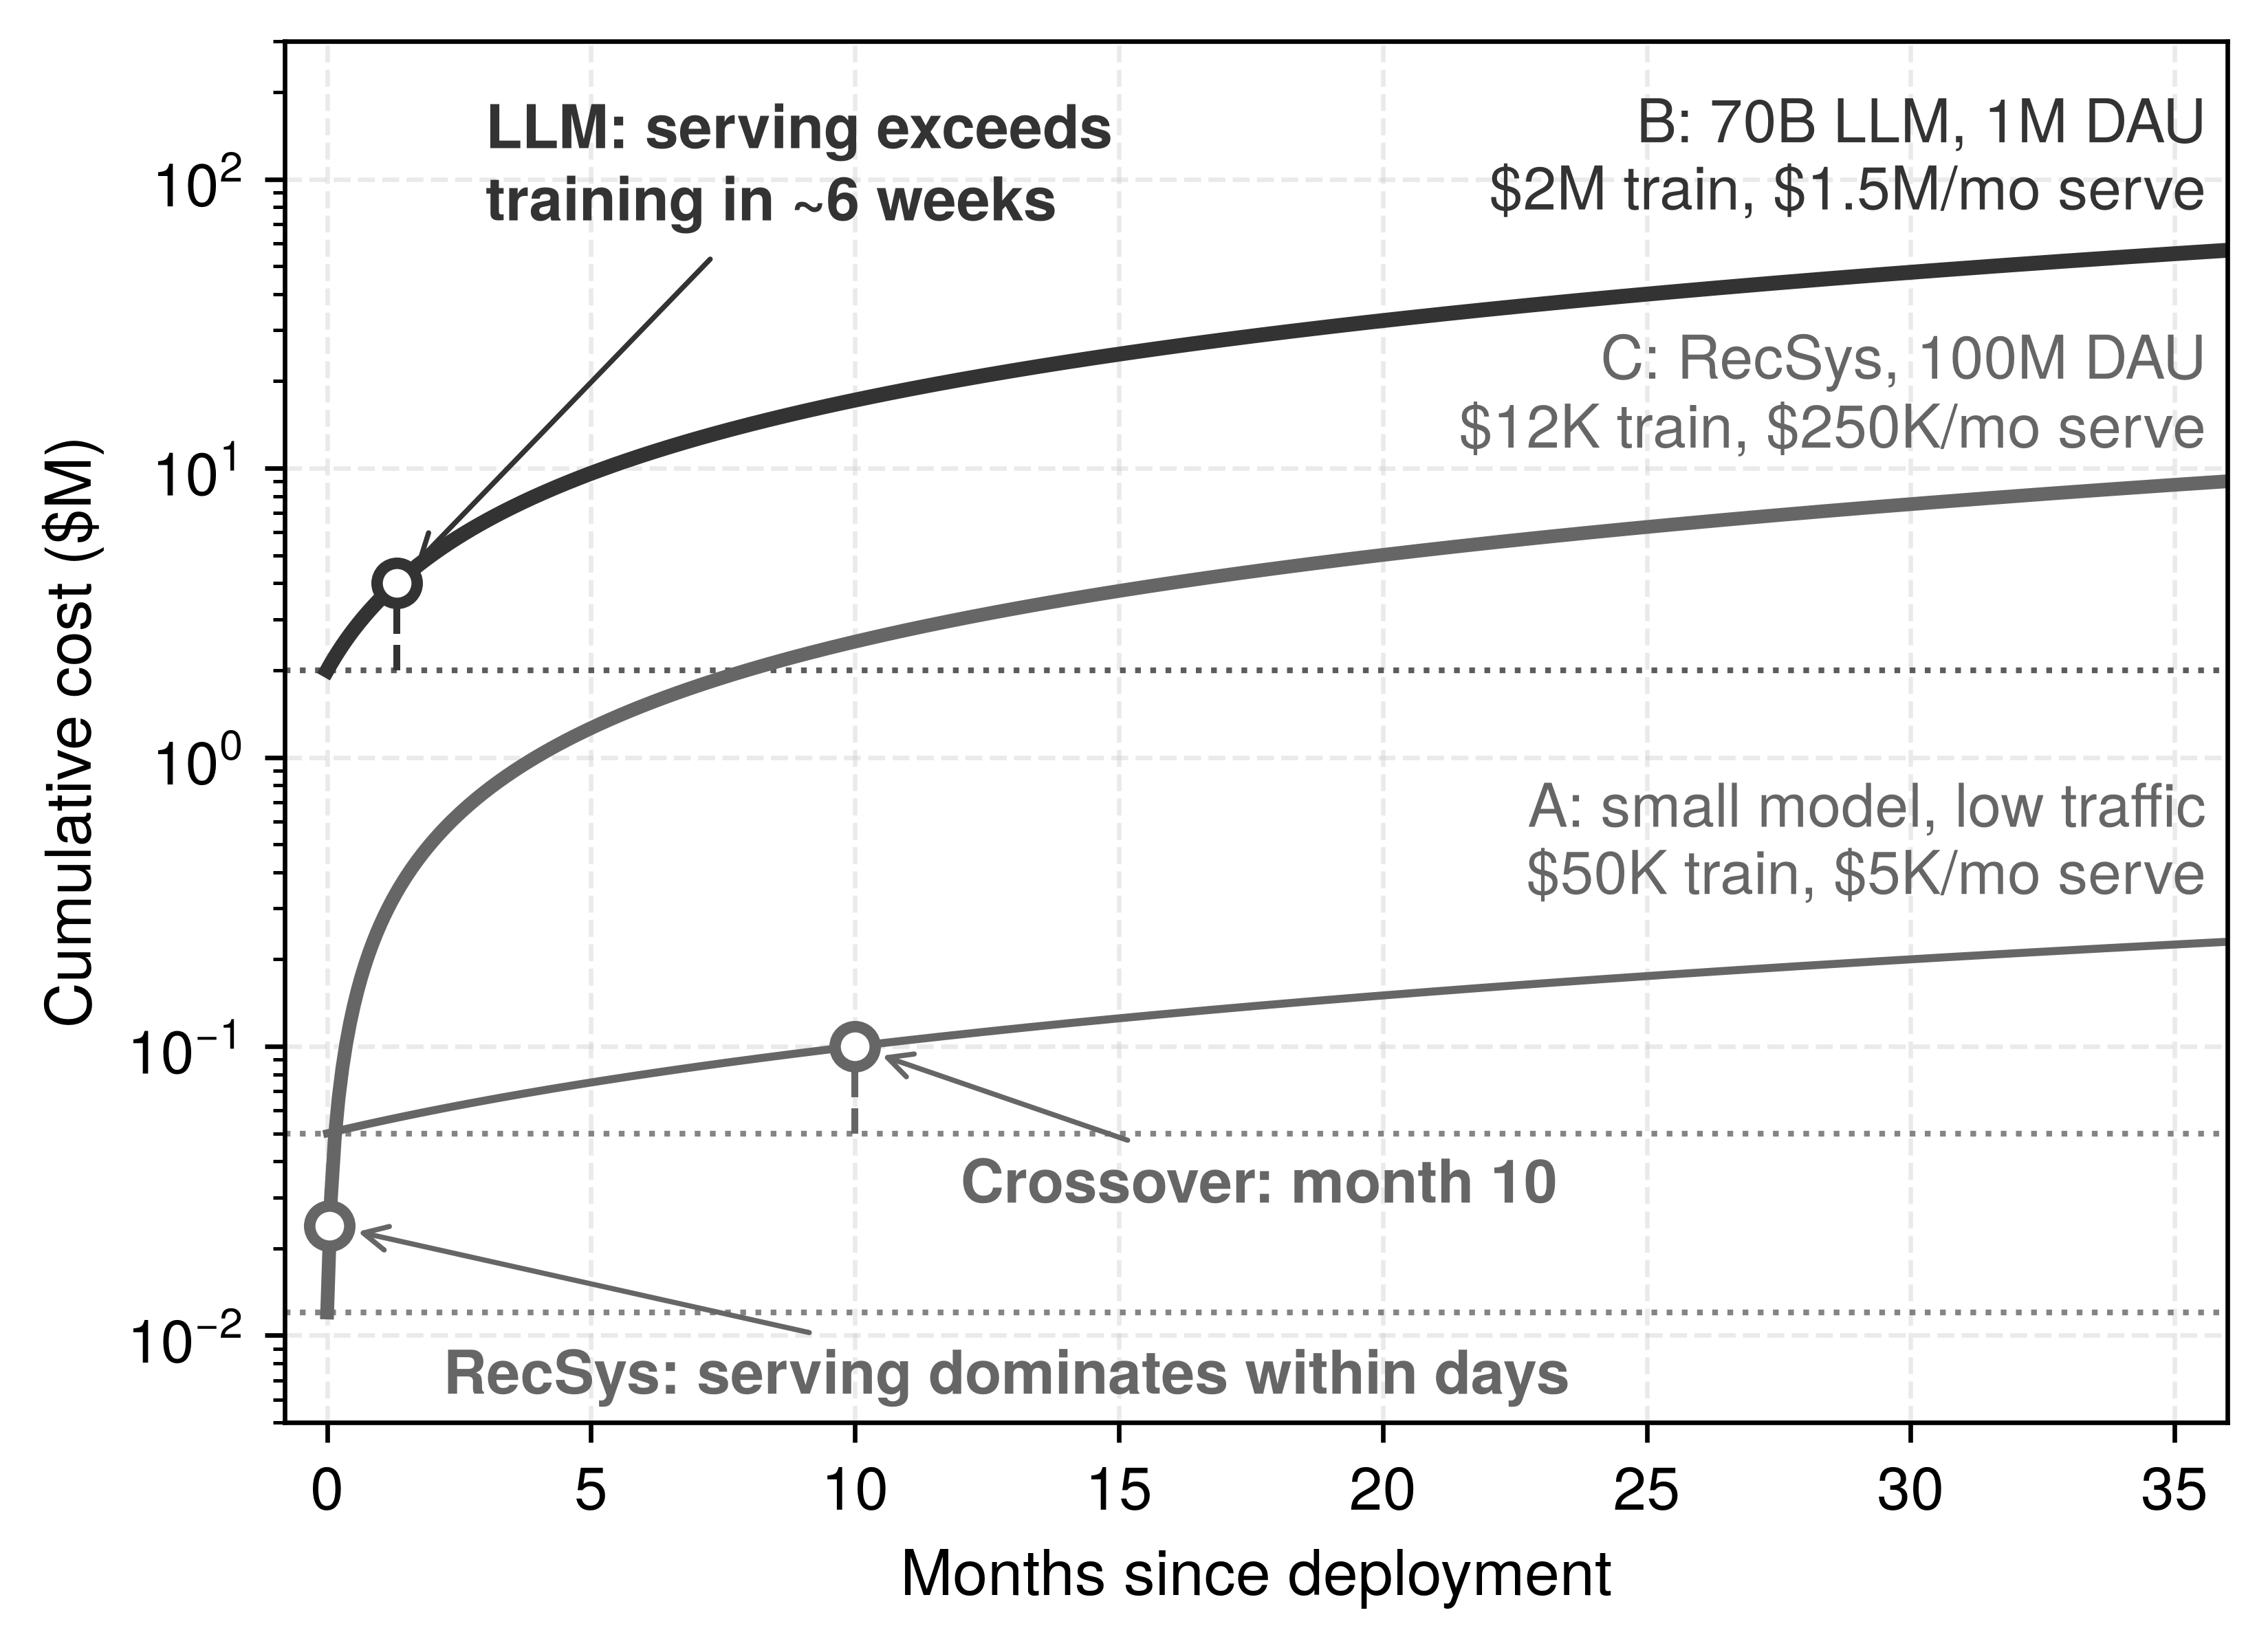 LLM: serving exceeds
training in ~6 weeks
B: 70B LLM, 1M DAU
$2M train, $1.5M/mo serve
C: RecSys, 100M DAU
$12K train, $250K/mo serve
A: small model, low traffic
$50K train, $5K/mo serve
Crossover: month 10
RecSys: serving dominates within days
Cumulative cost ($M)
10²
10¹
10⁰
10⁻¹
10⁻²
0 5 10 15 20 25 30 35
Months since deployment